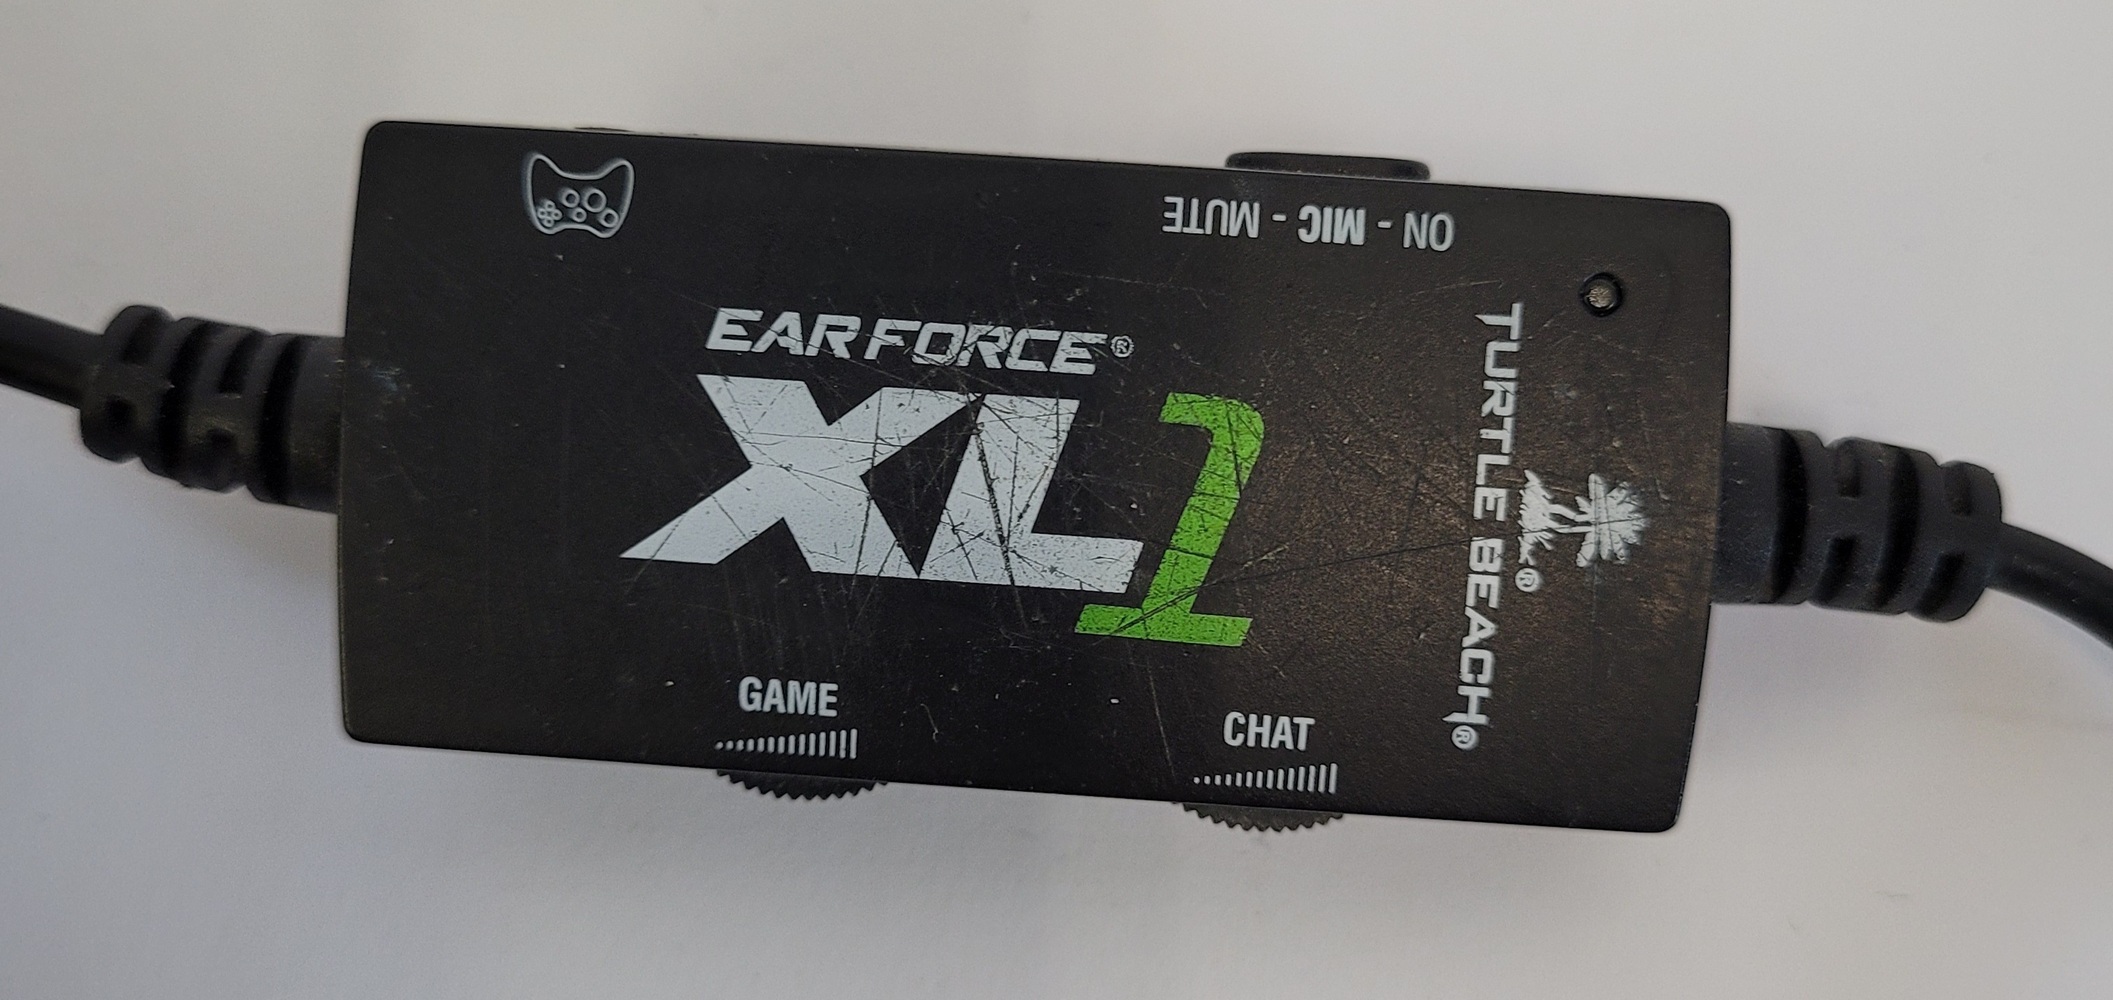 ON - MIC - MUTE
EAR FORCE®
XL1
TURTLE BEACH®
®
GAME
CHAT